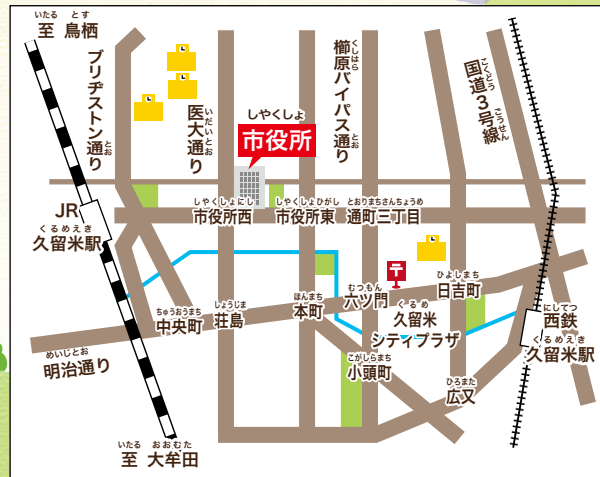 いたる とす
至 鳥栖
ブリヂストン通り
とお
医大通り
いだいとお
しやくしょ
市役所
櫛原バイパス通り
くしはら
とお
国道3号線
こくどう ごうせん
JR
くるめえき
久留米駅
しやくしょにし
市役所西
しやくしょひがし
市役所東
とおりまちさんちょうめ
通町三丁目
ちゅうおうまち
中央町
しょうじま
荘島
ほんまち
本町
むつもん
六ツ門
ひよしまち
日吉町
くるめ
久留米
シティプラザ
にしてつ
西鉄
くるめえき
久留米駅
めいじとお
明治通り
こがしらまち
小頭町
ひろまた
広又
いたる おおむた
至 大牟田